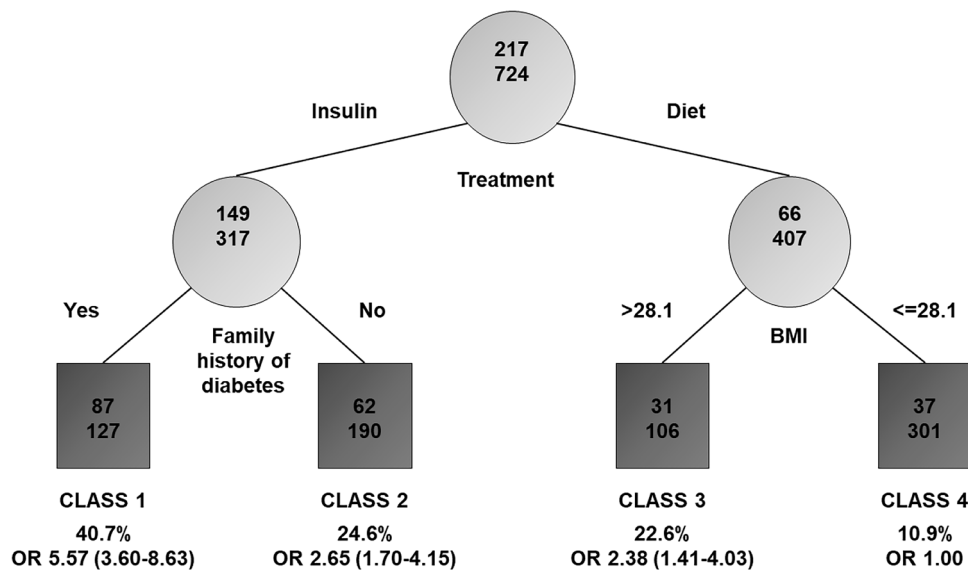 217
724
Insulin
Diet
Treatment
149
317
66
407
Yes
No
>28.1
<=28.1
Family
history of
diabetes
BMI
87
127
62
190
31
106
37
301
CLASS 1
CLASS 2
CLASS 3
CLASS 4
40.7%
24.6%
22.6%
10.9%
OR 5.57 (3.60-8.63)
OR 2.65 (1.70-4.15)
OR 2.38 (1.41-4.03)
OR 1.00